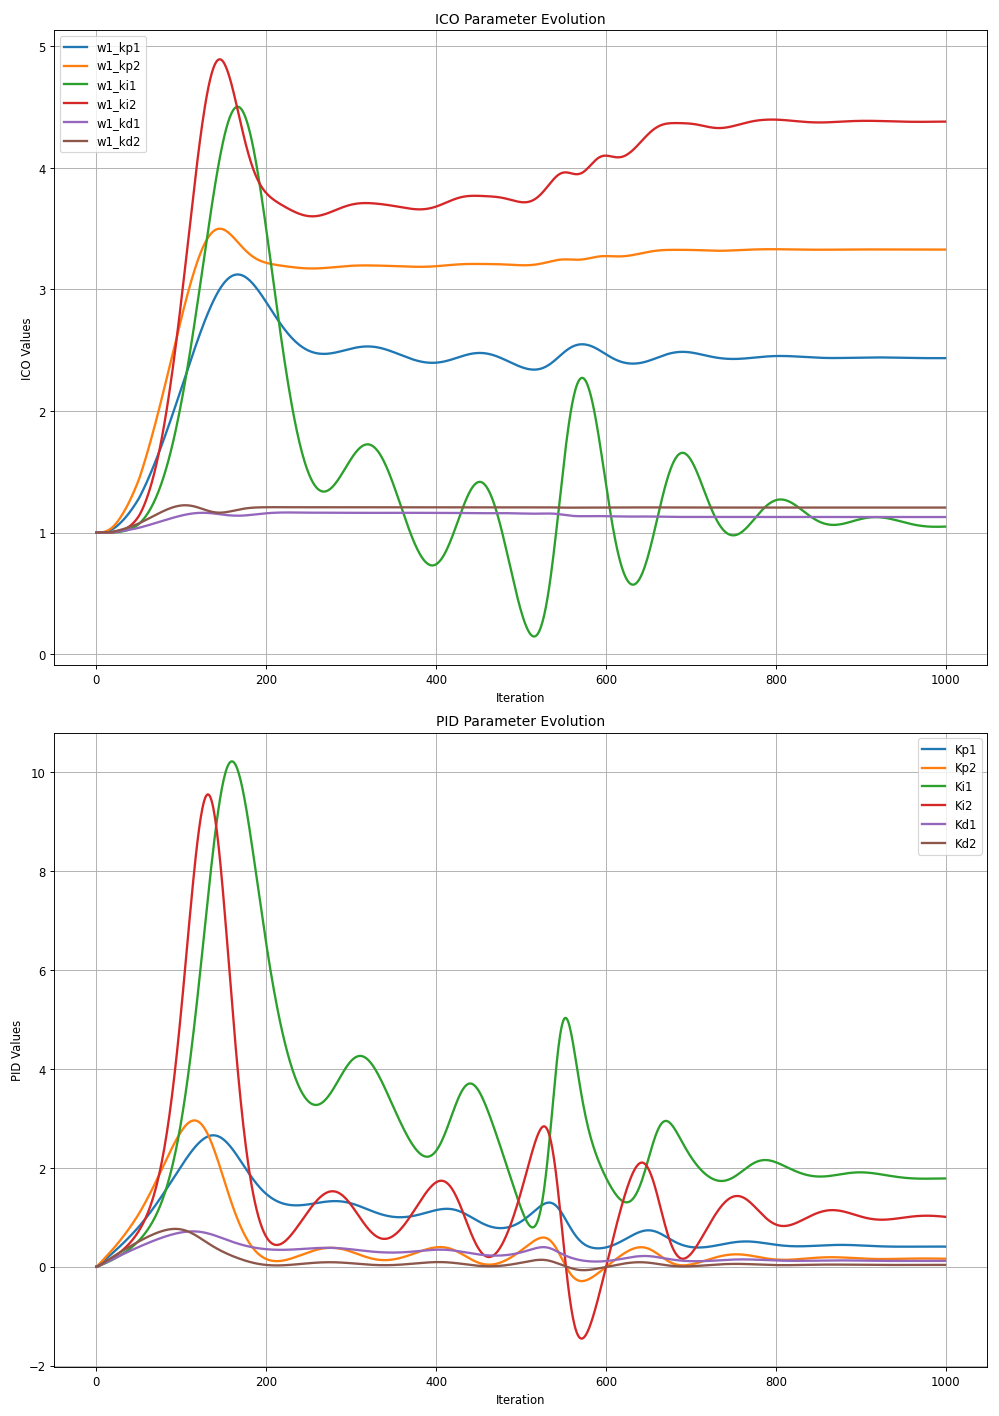 ICO Parameter Evolution
w1_kp1
w1_kp2
w1_ki1
w1_ki2
w1_kd1
w1_kd2
5
4
3
2
1
0
ICO Values
0 200 400 600 800 1000
Iteration
PID Parameter Evolution
Kp1
Kp2
Ki1
Ki2
Kd1
Kd2
10
8
6
4
2
0
−2
PID Values
0 200 400 600 800 1000
Iteration